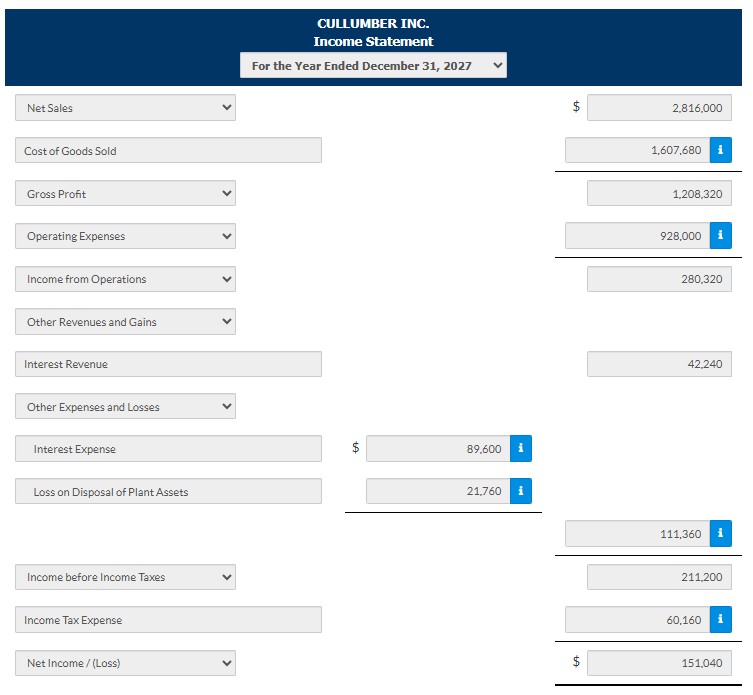 CULLUMBER INC.
Income Statement
For the Year Ended December 31, 2027
Net Sales $ 2,816,000
Cost of Goods Sold 1,607,680 i
Gross Profit 1,208,320
Operating Expenses 928,000 i
Income from Operations 280,320
Other Revenues and Gains
Interest Revenue 42,240
Other Expenses and Losses
Interest Expense $ 89,600 i
Loss on Disposal of Plant Assets 21,760 i
111,360 i
Income before Income Taxes 211,200
Income Tax Expense 60,160 i
Net Income / (Loss) $ 151,040